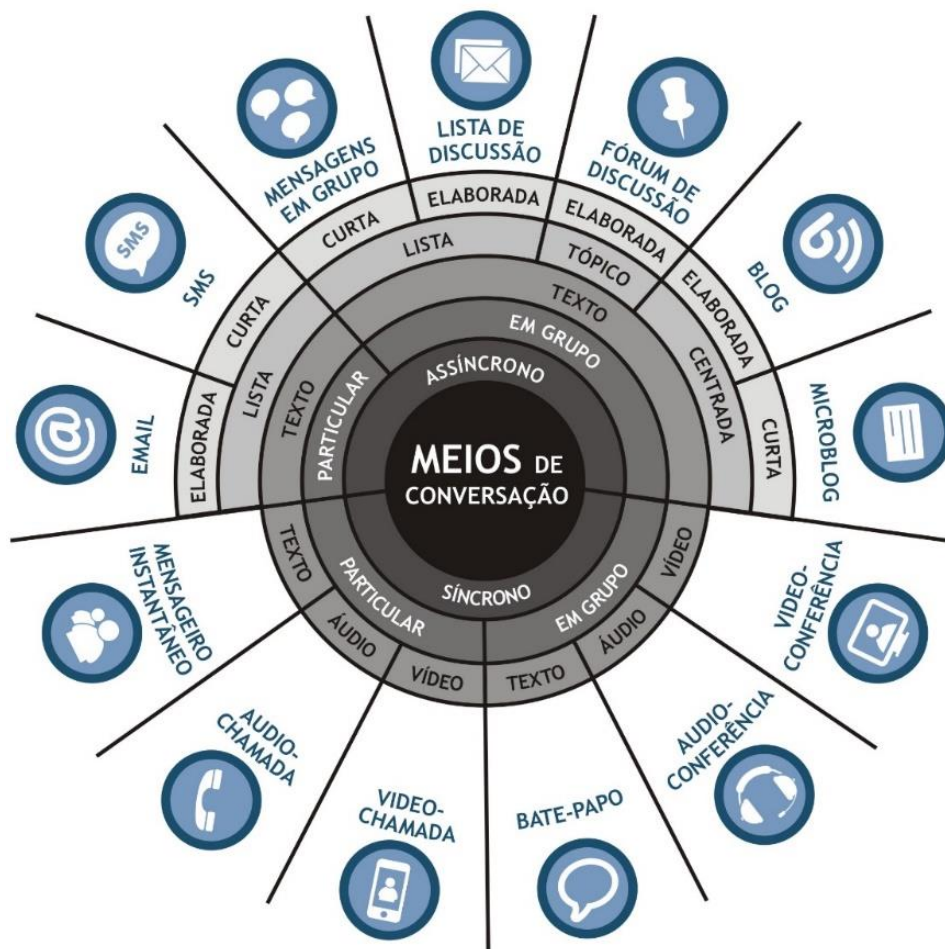 MEIOS DE
CONVERSAÇÃO
ASSÍNCRONO
SÍNCRONO
PARTICULAR
EM GRUPO
TEXTO
TEXTO
LISTA
LISTA
TÓPICO
CENTRADA
ELABORADA
CURTA
CURTA
ELABORADA
ELABORADA
ELABORADA
CURTA
EMAIL
SMS
SMS
MENSAGENS
EM GRUPO
LISTA DE
DISCUSSÃO
FÓRUM DE
DISCUSSÃO
BLOG
MICROBLOG
PARTICULAR
EM GRUPO
TEXTO
ÁUDIO
VÍDEO
TEXTO
ÁUDIO
VÍDEO
MENSAGEIRO
INSTANTÂNEO
AUDIO-
CHAMADA
VIDEO-
CHAMADA
BATE-PAPO
AUDIO-
CONFERÊNCIA
VIDEO-
CONFERÊNCIA
@